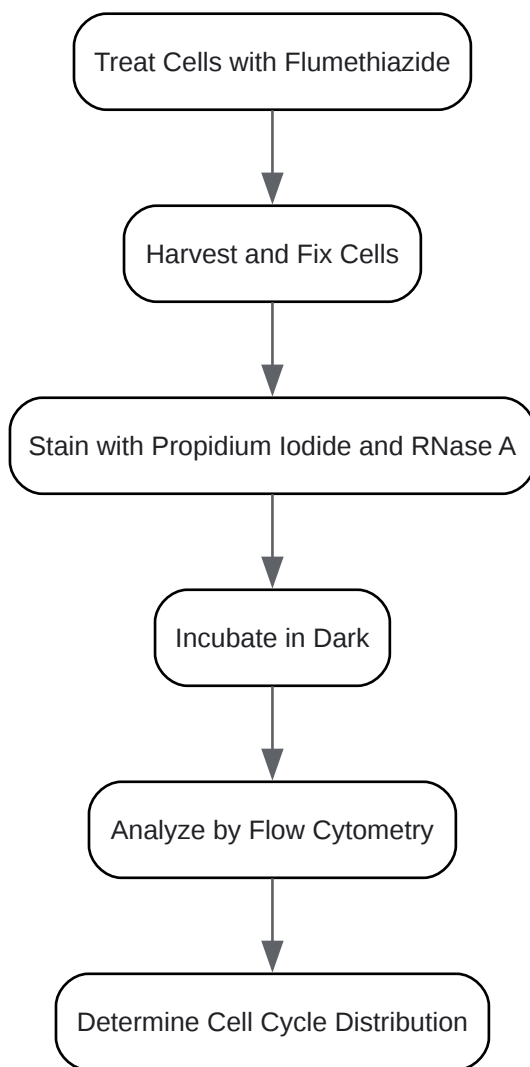 Treat Cells with Flumethiazide
Harvest and Fix Cells
Stain with Propidium Iodide and RNase A
Incubate in Dark
Analyze by Flow Cytometry
Determine Cell Cycle Distribution